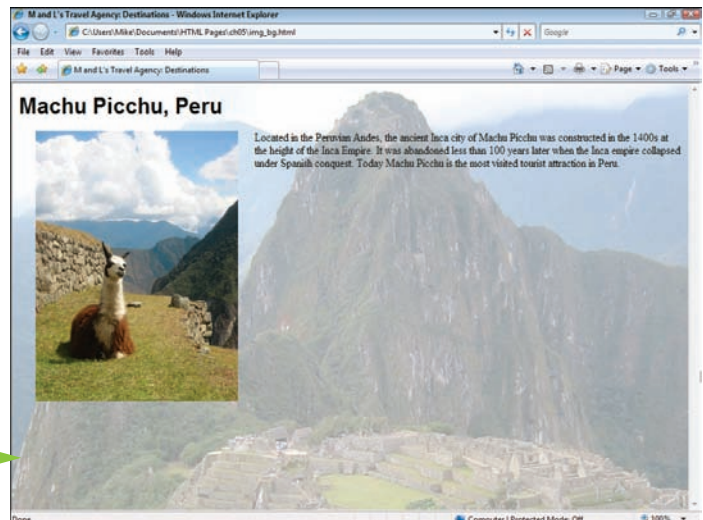 M and L's Travel Agency: Destinations - Windows Internet Explorer
C:\Users\Mike\Documents\HTML Pages\ch05\img_bg.html
Google
File Edit View Favorites Tools Help
M and L's Travel Agency: Destinations
Page Tools
Machu Picchu, Peru
Located in the Peruvian Andes, the ancient Inca city of Machu Picchu was constructed in the 1400s at
the height of the Inca Empire. It was abandoned less than 100 years later when the Inca empire collapsed
under Spanish conquest. Today Machu Picchu is the most visited tourist attraction in Peru.
Done
Computer | Protected Mode: Off
100%